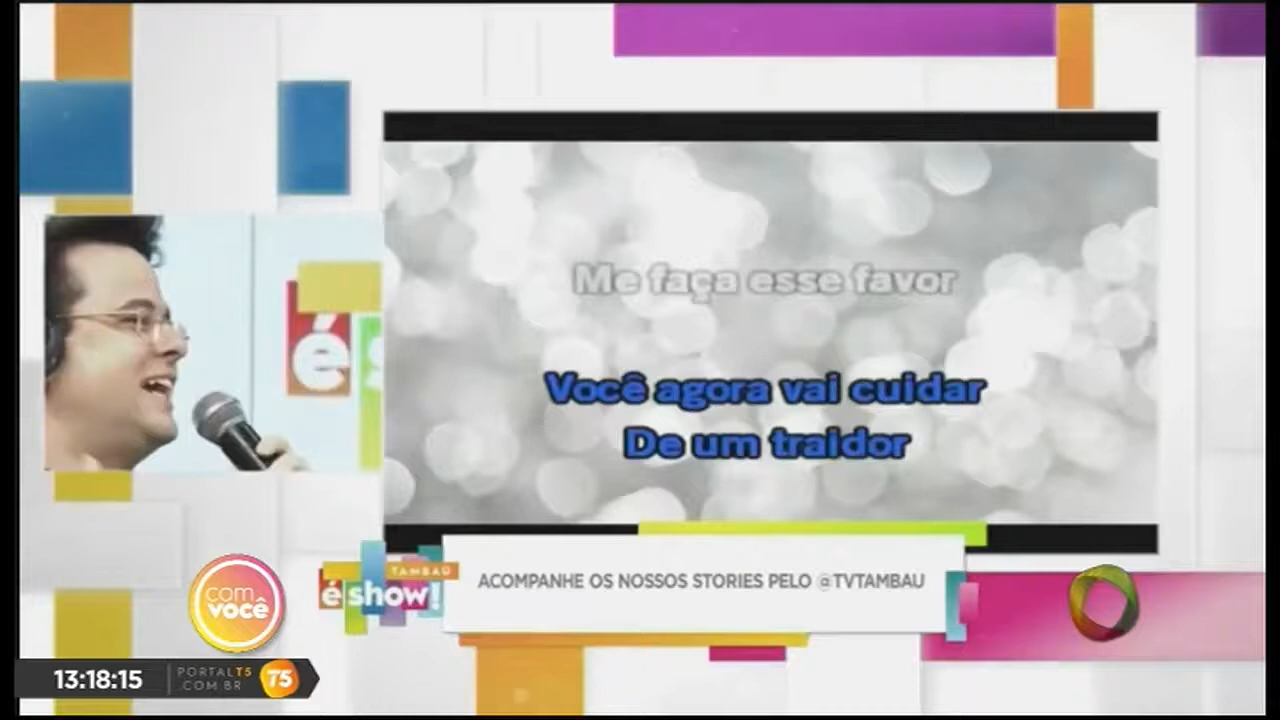 Me faça esse favor
Você agora vai cuidar
De um traidor
é s
com
você
TAMBAÚ
é show!
ACOMPANHE OS NOSSOS STORIES PELO @TVTAMBAU
13:18:15
PORTAL T5
.COM.BR
T5